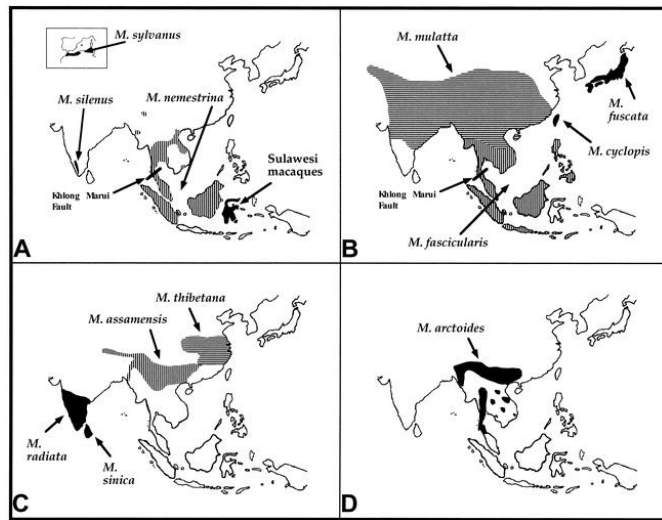 M. sylvanus
M. silenus
M. nemestrina
Sulawesi
macaques
Khlong Marui
Fault
A
M. mulatta
M.
fuscata
M. cyclopis
Khlong Marui
Fault
M. fascicularis
B
M. thibetana
M. assamensis
M.
radiata
M.
sinica
C
M. arctoides
D